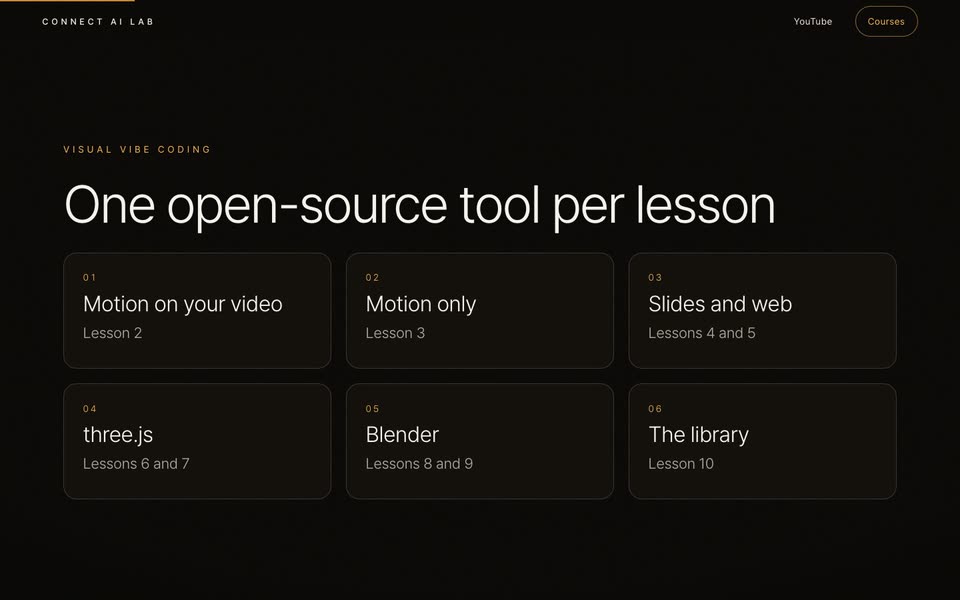 CONNECT AI LAB
YouTube
Courses
VISUAL VIBE CODING
One open-source tool per lesson
01
Motion on your video
Lesson 2
02
Motion only
Lesson 3
03
Slides and web
Lessons 4 and 5
04
three.js
Lessons 6 and 7
05
Blender
Lessons 8 and 9
06
The library
Lesson 10